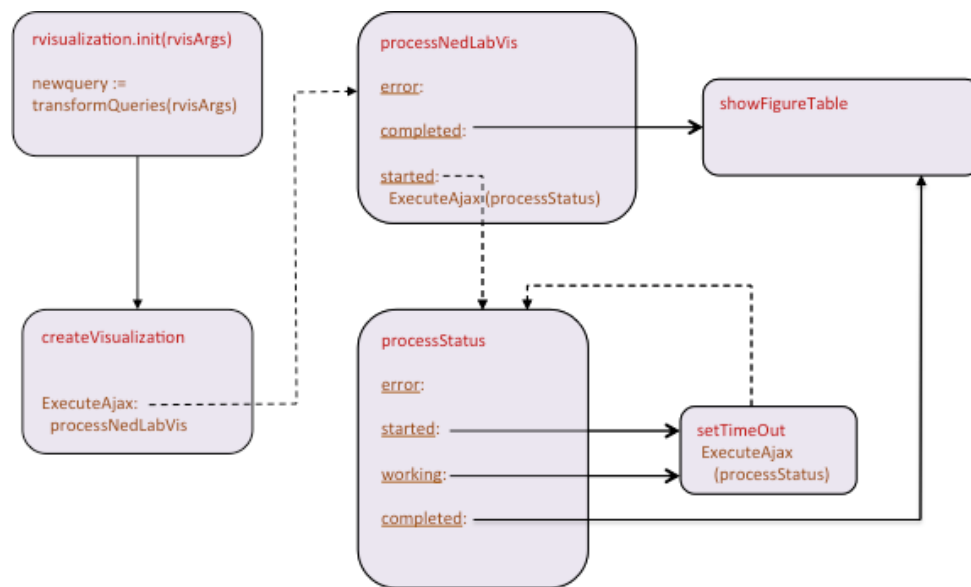 rvisualization.init(rvisArgs)
newquery :=
transformQueries(rvisArgs)
processNedLabVis
error:
completed:
started:
ExecuteAjax (processStatus)
showFigureTable
createVisualization
ExecuteAjax:
processNedLabVis
processStatus
error:
started:
working:
completed:
setTimeOut
ExecuteAjax
(processStatus)